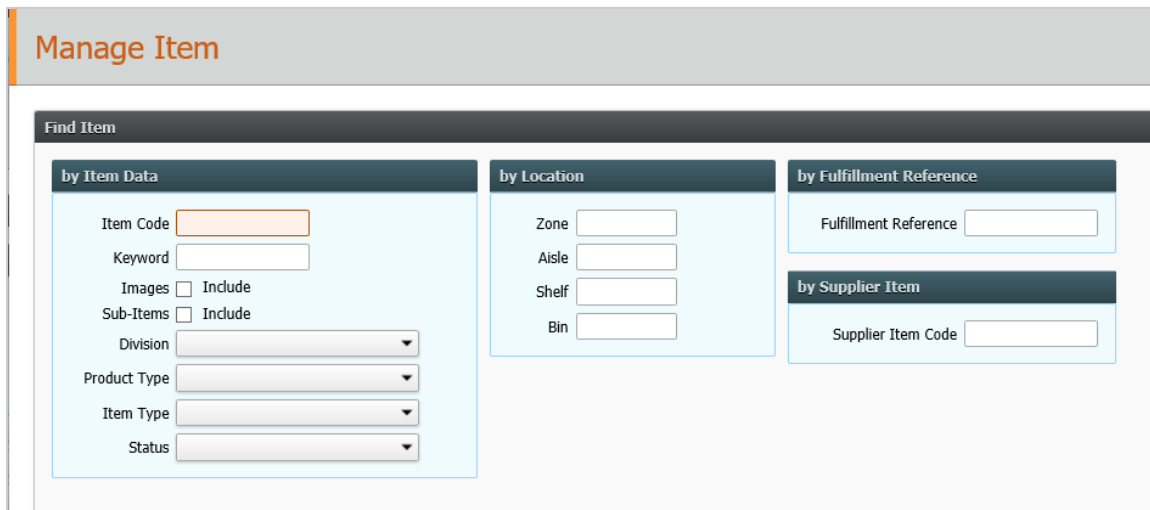 Manage Item
Find Item
by Item Data
Item Code
Keyword
Images Include
Sub-Items Include
Division
Product Type
Item Type
Status
by Location
Zone
Aisle
Shelf
Bin
by Fulfillment Reference
Fulfillment Reference
by Supplier Item
Supplier Item Code